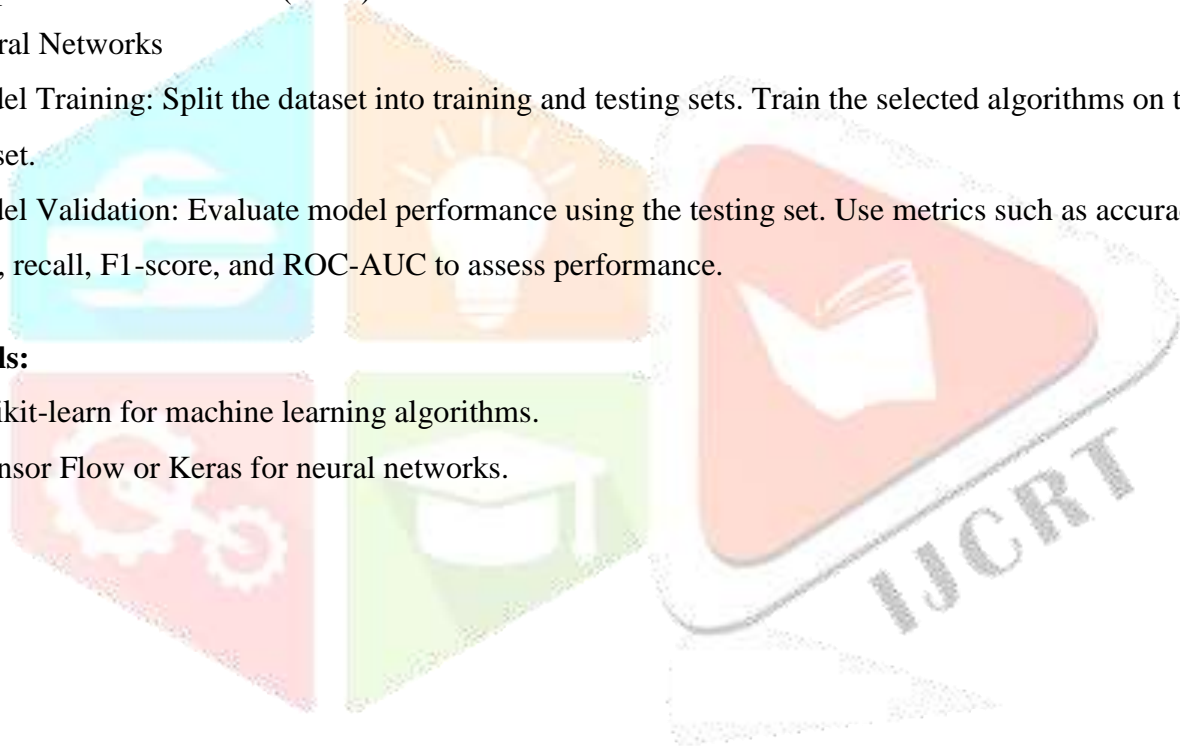 ral Networks
del Training: Split the dataset into training and testing sets. Train the selected algorithms on t
set.
del Validation: Evaluate model performance using the testing set. Use metrics such as accura
, recall, F1-score, and ROC-AUC to assess performance.
ls:
ikit-learn for machine learning algorithms.
nsor Flow or Keras for neural networks.
IJCRT